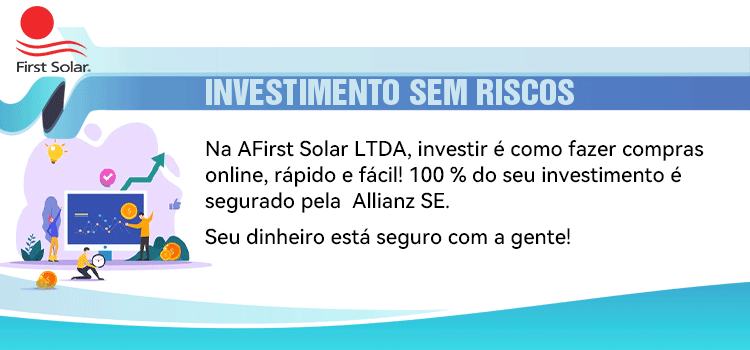 First Solar.
INVESTIMENTO SEM RISCOS
Na AFirst Solar LTDA, investir é como fazer compras
online, rápido e fácil! 100 % do seu investimento é
segurado pela Allianz SE.
Seu dinheiro está seguro com a gente!